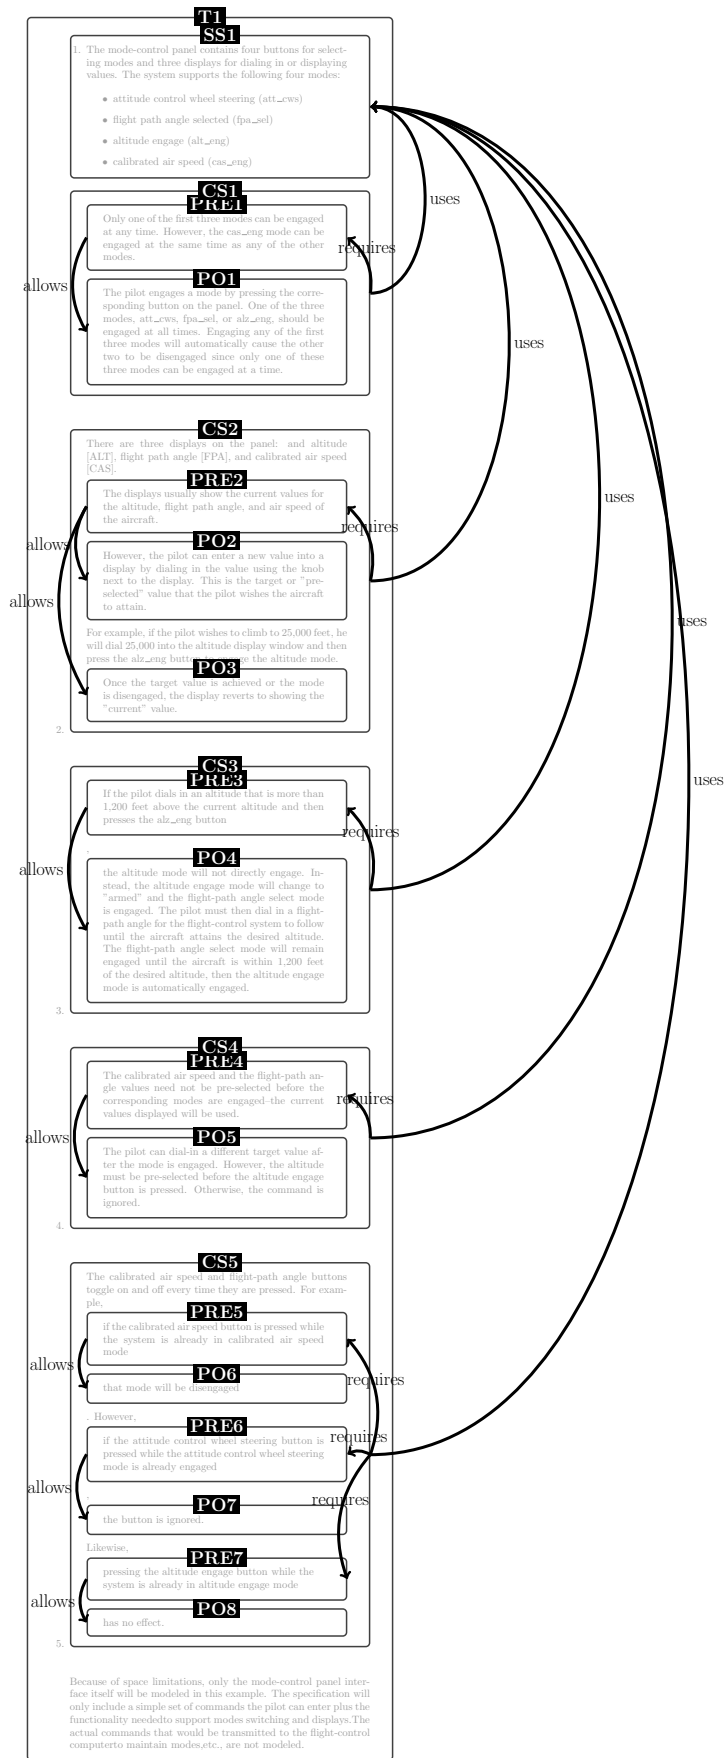 T1
SS1
1. The mode-control panel contains four buttons for select-
ing modes and three displays for dialing in or displaying
values. The system supports the following four modes:
• attitude control wheel steering (att_cws)
• flight path angle selected (fpa_sel)
• altitude engage (alt_eng)
• calibrated air speed (cas_eng)
CS1
PRE1
Only one of the first three modes can be engaged
at any time. However, the cas_eng mode can be
engaged at the same time as any of the other
modes.
uses
requires
allows
PO1
The pilot engages a mode by pressing the corre-
sponding button on the panel. One of the three
modes, att_cws, fpa_sel, or alz_eng, should be
engaged at all times. Engaging any of the first
three modes will automatically cause the other
two to be disengaged since only one of these
three modes can be engaged at a time.
uses
CS2
There are three displays on the panel: and altitude
[ALT], flight path angle [FPA], and calibrated air speed
[CAS].
PRE2
The displays usually show the current values for
the altitude, flight path angle, and air speed of
the aircraft.
uses
requires
allows
PO2
However, the pilot can enter a new value into a
display by dialing in the value using the knob
next to the display. This is the target or "pre-
selected" value that the pilot wishes the aircraft
to attain.
allows
uses
For example, if the pilot wishes to climb to 25,000 feet, he
will dial 25,000 into the altitude display window and then
press the alz_eng button to engage the altitude mode.
PO3
Once the target value is achieved or the mode
is disengaged, the display reverts to showing the
"current" value.
2.
CS3
PRE3
If the pilot dials in an altitude that is more than
1,200 feet above the current altitude and then
presses the alz_eng button
uses
requires
.
allows
PO4
the altitude mode will not directly engage. In-
stead, the altitude engage mode will change to
"armed" and the flight-path angle select mode
is engaged. The pilot must then dial in a flight-
path angle for the flight-control system to follow
until the aircraft attains the desired altitude.
The flight-path angle select mode will remain
engaged until the aircraft is within 1,200 feet
of the desired altitude, then the altitude engage
mode is automatically engaged.
3.
CS4
PRE4
The calibrated air speed and the flight-path an-
gle values need not be pre-selected before the
corresponding modes are engaged–the current
values displayed will be used.
requires
allows
PO5
The pilot can dial-in a different target value af-
ter the mode is engaged. However, the altitude
must be pre-selected before the altitude engage
button is pressed. Otherwise, the command is
ignored.
4.
CS5
The calibrated air speed and flight-path angle buttons
toggle on and off every time they are pressed. For exam-
ple,
PRE5
if the calibrated air speed button is pressed while
the system is already in calibrated air speed
mode
allows
requires
PO6
that mode will be disengaged
. However,
PRE6
if the attitude control wheel steering button is
pressed while the attitude control wheel steering
mode is already engaged
requires
allows
,
requires
PO7
the button is ignored.
Likewise,
PRE7
pressing the altitude engage button while the
system is already in altitude engage mode
allows
PO8
has no effect.
5.
Because of space limitations, only the mode-control panel inter-
face itself will be modeled in this example. The specification will
only include a simple set of commands the pilot can enter plus the
functionality neededto support modes switching and displays.The
actual commands that would be transmitted to the flight-control
computerto maintain modes,etc., are not modeled.